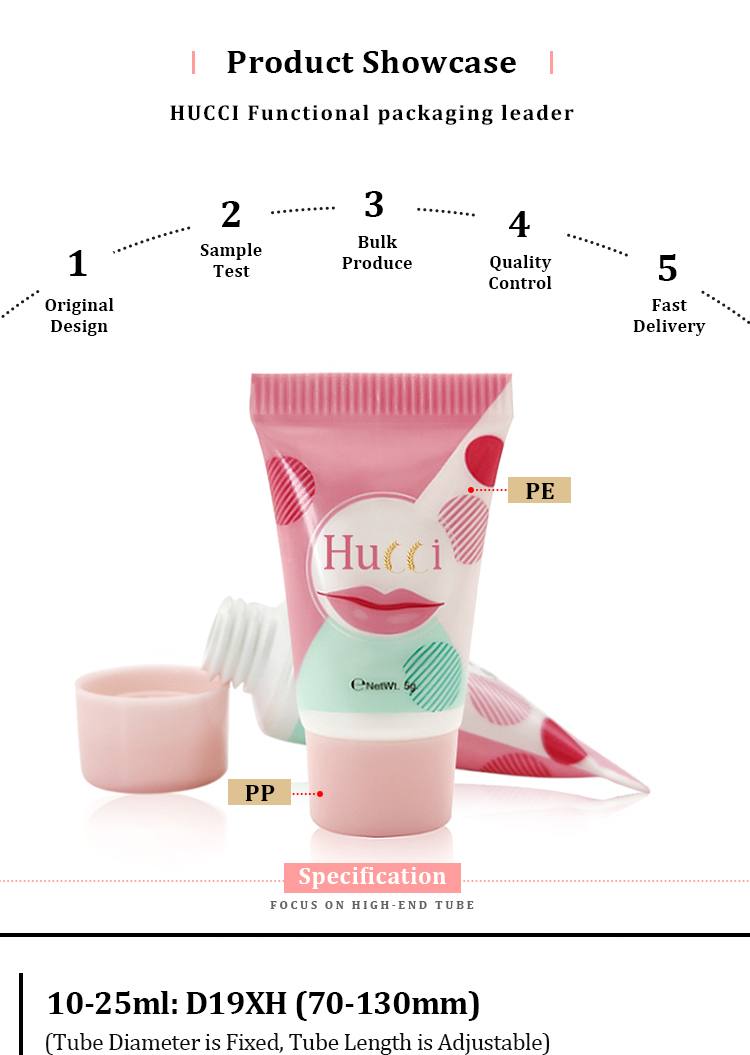 Product Showcase
HUCCI Functional packaging leader
1
Original
Design
2
Sample
Test
3
Bulk
Produce
4
Quality
Control
5
Fast
Delivery
PE
Hucci
℮NetWt. 5g
PP
Specification
FOCUS ON HIGH-END TUBE
10-25ml: D19XH (70-130mm)
(Tube Diameter is Fixed, Tube Length is Adjustable)